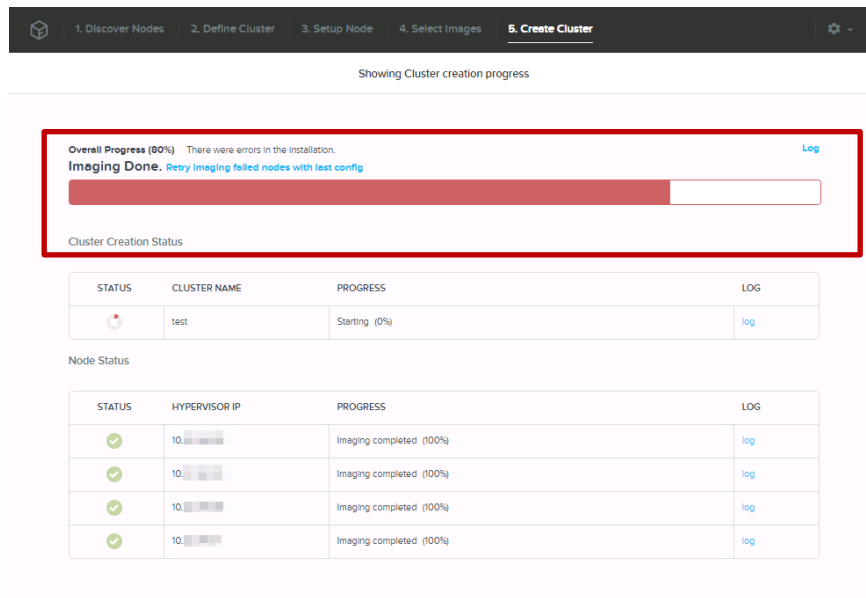 1. Discover Nodes 2. Define Cluster 3. Setup Node 4. Select Images 5. Create Cluster
Showing Cluster creation progress
Overall Progress (80%) There were errors in the installation. Log
Imaging Done. Retry imaging failed nodes with last config
Cluster Creation Status
STATUS CLUSTER NAME PROGRESS LOG
test Starting (0%) log
Node Status
STATUS HYPERVISOR IP PROGRESS LOG
10. Imaging completed (100%) log
10. Imaging completed (100%) log
10. Imaging completed (100%) log
10. Imaging completed (100%) log